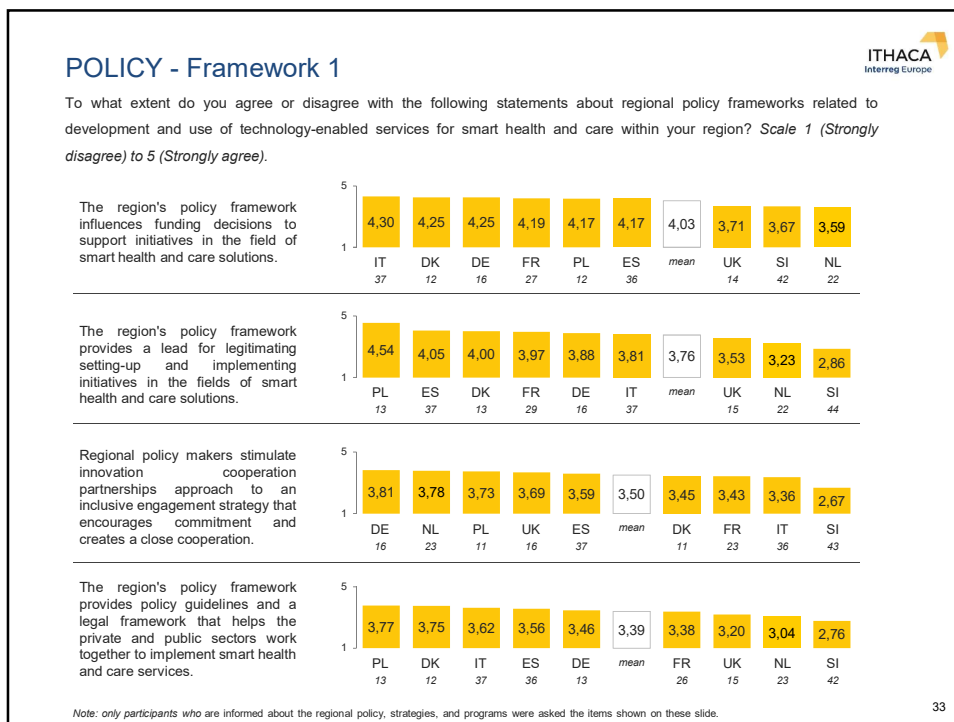 POLICY - Framework 1
ITHACA
Interreg Europe
To what extent do you agree or disagree with the following statements about regional policy frameworks related to
development and use of technology-enabled services for smart health and care within your region? Scale 1 (Strongly
disagree) to 5 (Strongly agree).
The region's policy framework
influences funding decisions to
support initiatives in the field of
smart health and care solutions.
5
4,30 4,25 4,25 4,19 4,17 4,17 4,03 3,71 3,67 3,59
1
IT DK DE FR PL ES mean UK SI NL
37 12 16 27 12 36 14 42 22
The region's policy framework
provides a lead for legitimating
setting-up and implementing
initiatives in the fields of smart
health and care solutions.
5
4,54 4,05 4,00 3,97 3,88 3,81 3,76 3,53 3,23 2,86
1
PL ES DK FR DE IT mean UK NL SI
13 37 13 29 16 37 15 22 44
Regional policy makers stimulate
innovation cooperation
partnerships approach to an
inclusive engagement strategy that
encourages commitment and
creates a close cooperation.
5
3,81 3,78 3,73 3,69 3,59 3,50 3,45 3,43 3,36 2,67
1
DE NL PL UK ES mean DK FR IT SI
16 23 11 16 37 11 23 36 43
The region's policy framework
provides policy guidelines and a
legal framework that helps the
private and public sectors work
together to implement smart health
and care services.
5
3,77 3,75 3,62 3,56 3,46 3,39 3,38 3,20 3,04 2,76
1
PL DK IT ES DE mean FR UK NL SI
13 12 37 36 13 26 15 23 42
Note: only participants who are informed about the regional policy, strategies, and programs were asked the items shown on these slide.
33